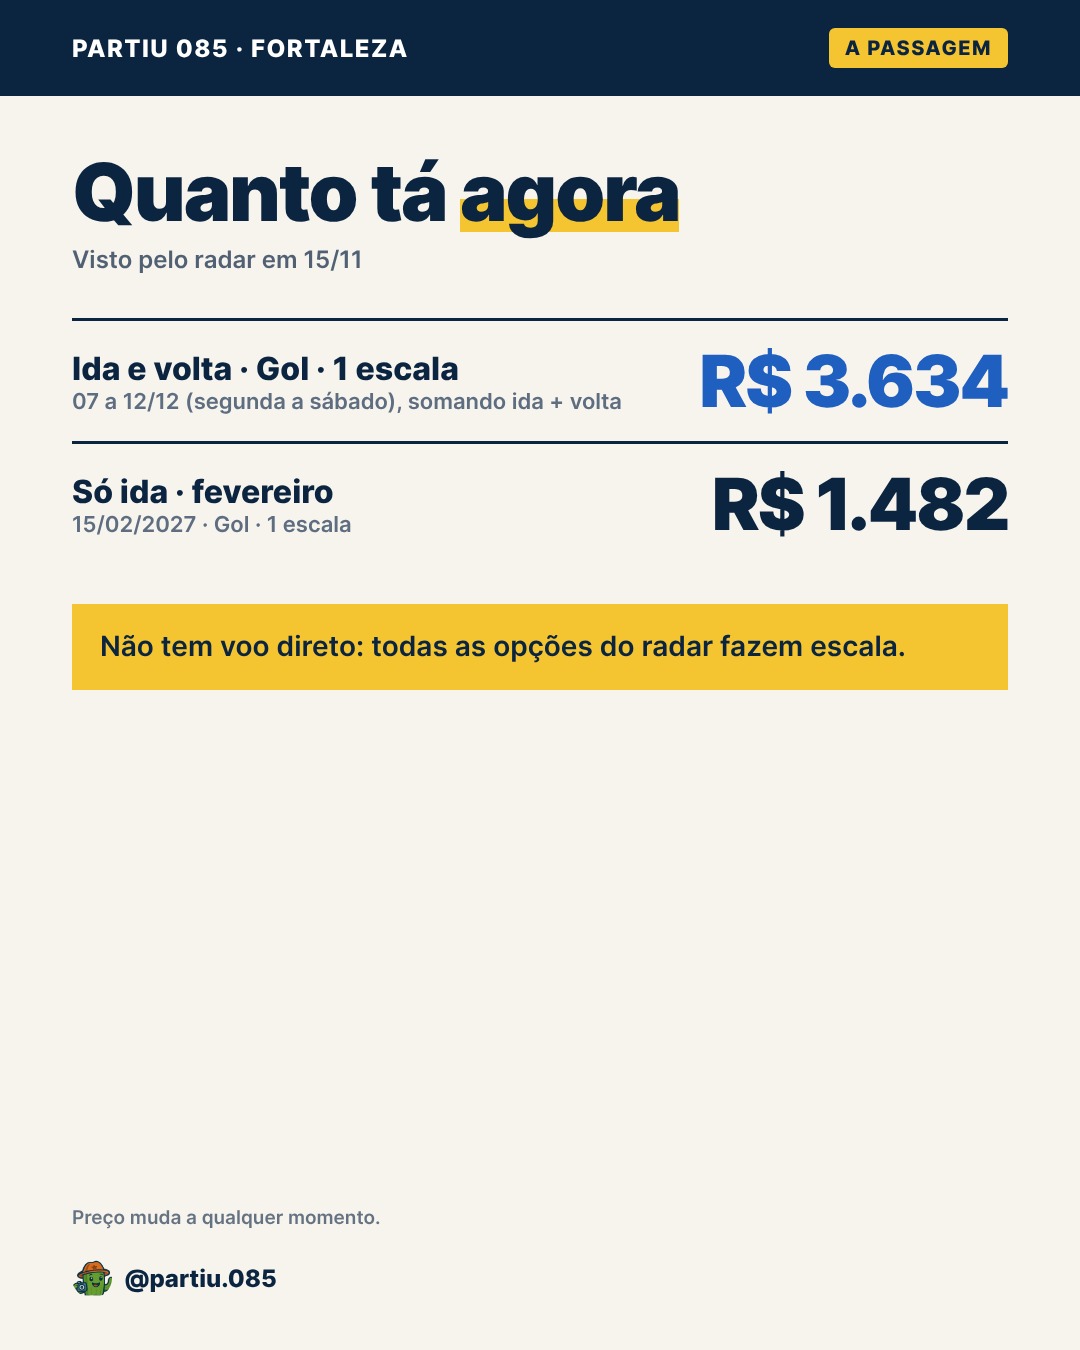 PARTIU 085 · FORTALEZA
A PASSAGEM
Quanto tá agora
Visto pelo radar em 15/11
Ida e volta · Gol · 1 escala
07 a 12/12 (segunda a sábado), somando ida + volta
R$ 3.634
Só ida · fevereiro
15/02/2027 · Gol · 1 escala
R$ 1.482
Não tem voo direto: todas as opções do radar fazem escala.
Preço muda a qualquer momento.
@partiu.085